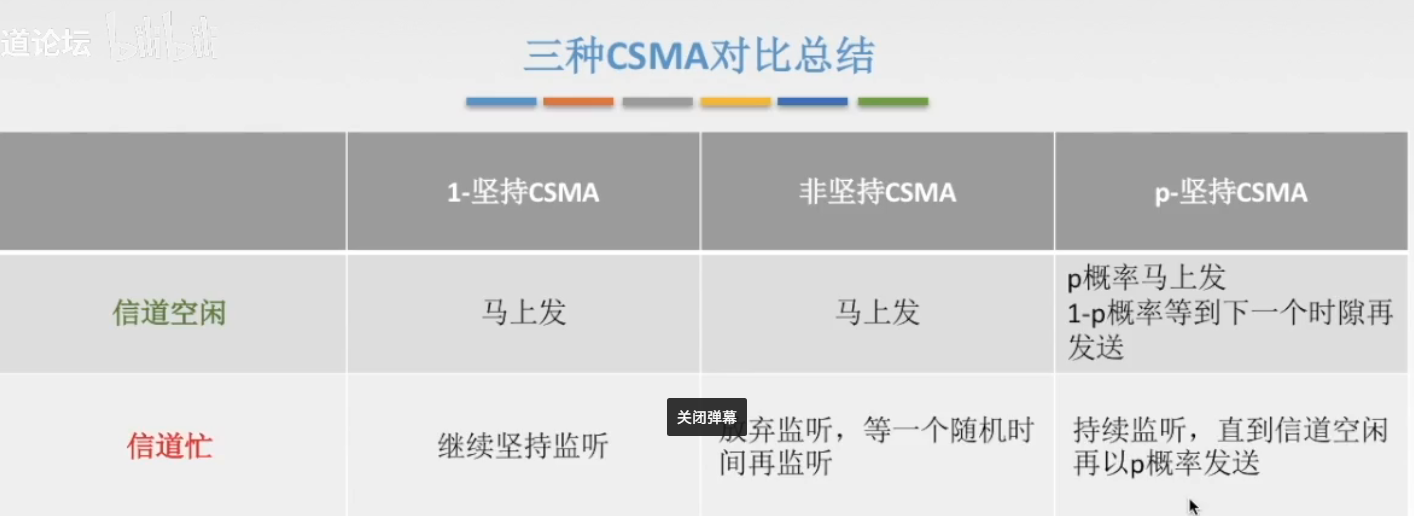 道论坛 bilibili
三种CSMA对比总结
1-坚持CSMA
非坚持CSMA
p-坚持CSMA
信道空闲
马上发
马上发
p概率马上发
1-p概率等到下一个时隙再
发送
信道忙
继续坚持监听
关闭弹幕
放弃监听，等一个随机时
间再监听
持续监听，直到信道空闲
再以p概率发送